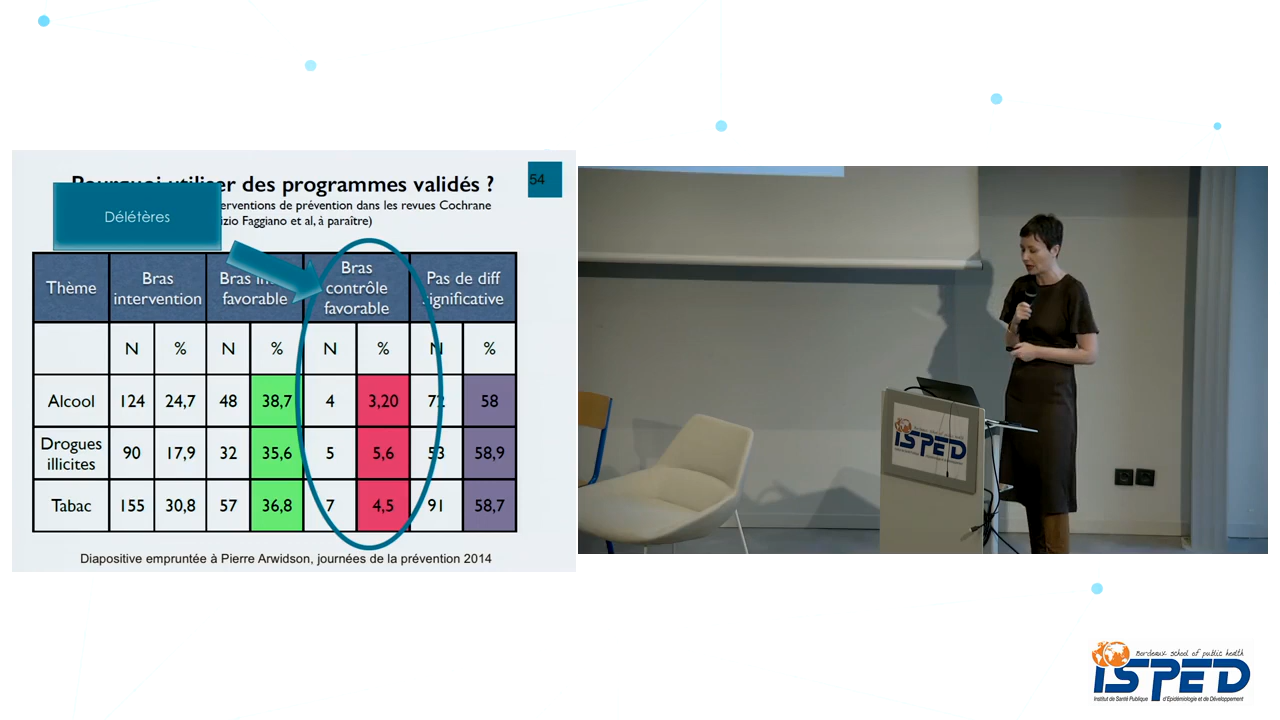 Pourquoi utiliser des programmes validés ?
54
erventions de prévention dans les revues Cochrane
izio Faggiano et al, à paraître)
Délétères
Thème
Bras intervention
Bras favorable
Bras contrôle favorable
Pas de diff significative
N % N % N % N %
Alcool 124 24,7 48 38,7 4 3,20 72 58
Drogues illicites 90 17,9 32 35,6 5 5,6 53 58,9
Tabac 155 30,8 57 36,8 7 4,5 91 58,7
Diapositive empruntée à Pierre Arwidson, journées de la prévention 2014
ISPED
Bordeaux school of public health
ISPED
Institut de Santé Publique d'Epidémiologie et de Développement